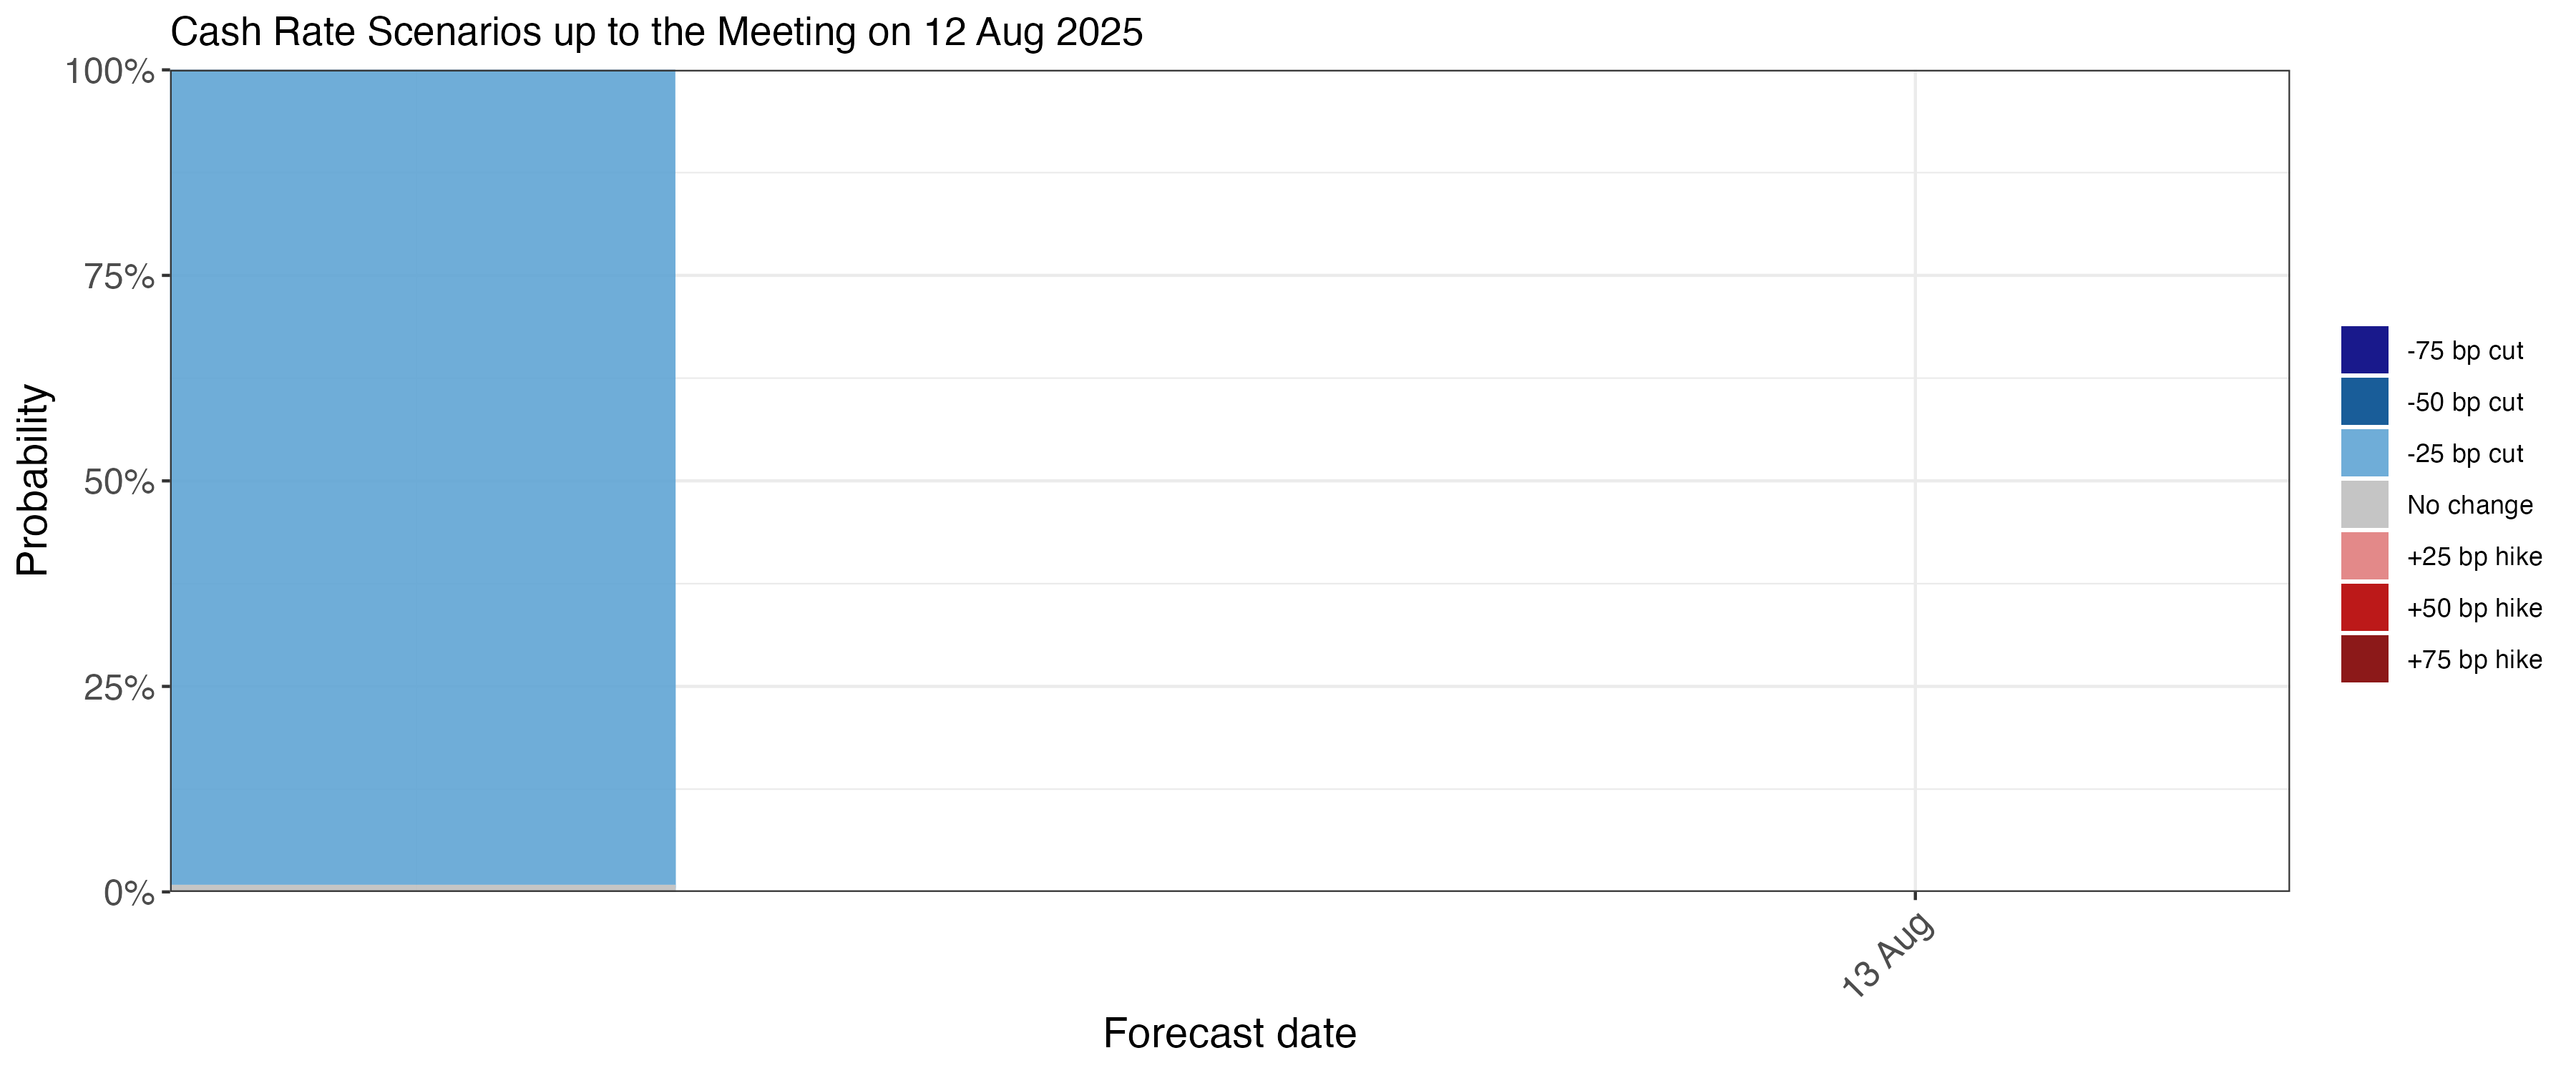 Cash Rate Scenarios up to the Meeting on 12 Aug 2025
100%
75%
50%
25%
0%
Probability
13 Aug
Forecast date
-75 bp cut
-50 bp cut
-25 bp cut
No change
+25 bp hike
+50 bp hike
+75 bp hike